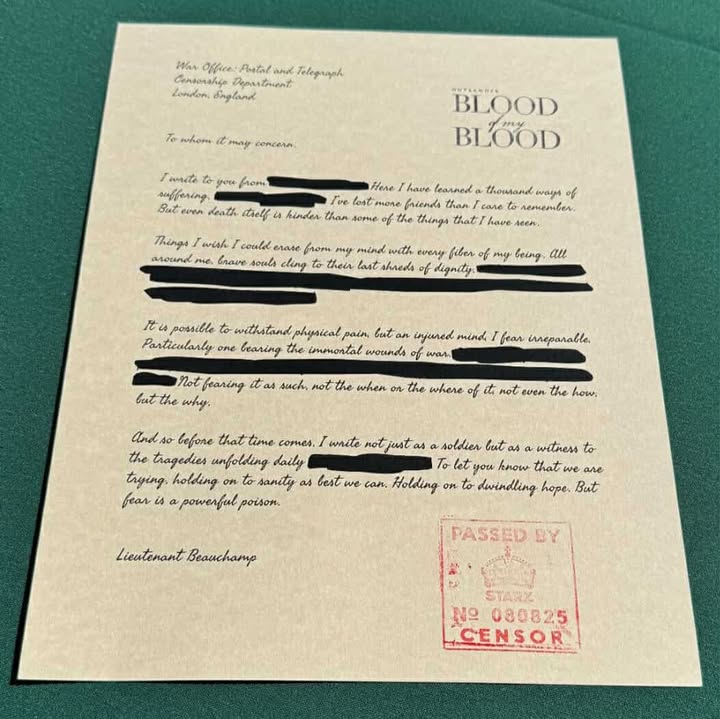 War Office: Postal and Telegraph
Censorship Department
London, England
OUTLANDER
BLOOD
of my
BLOOD
To whom it may concern,
I write to you from Here I have learned a thousand ways of
suffering, I've lost more friends than I care to remember.
But even death itself is kinder than some of the things that I have seen.
Things I wish I could erase from my mind with every fiber of my being. All
around me, brave souls cling to their last shreds of dignity,
It is possible to withstand physical pain, but an injured mind, I fear irreparable.
Particularly one bearing the immortal wounds of war.
Not fearing it as such, not the when or the where of it, not even the how,
but the why.
And so before that time comes, I write not just as a soldier but as a witness to
the tragedies unfolding daily To let you know that we are
trying, holding on to sanity as best we can. Holding on to dwindling hope. But
fear is a powerful poison.
Lieutenant Beauchamp
PASSED BY
STARZ
No 080825
CENSOR